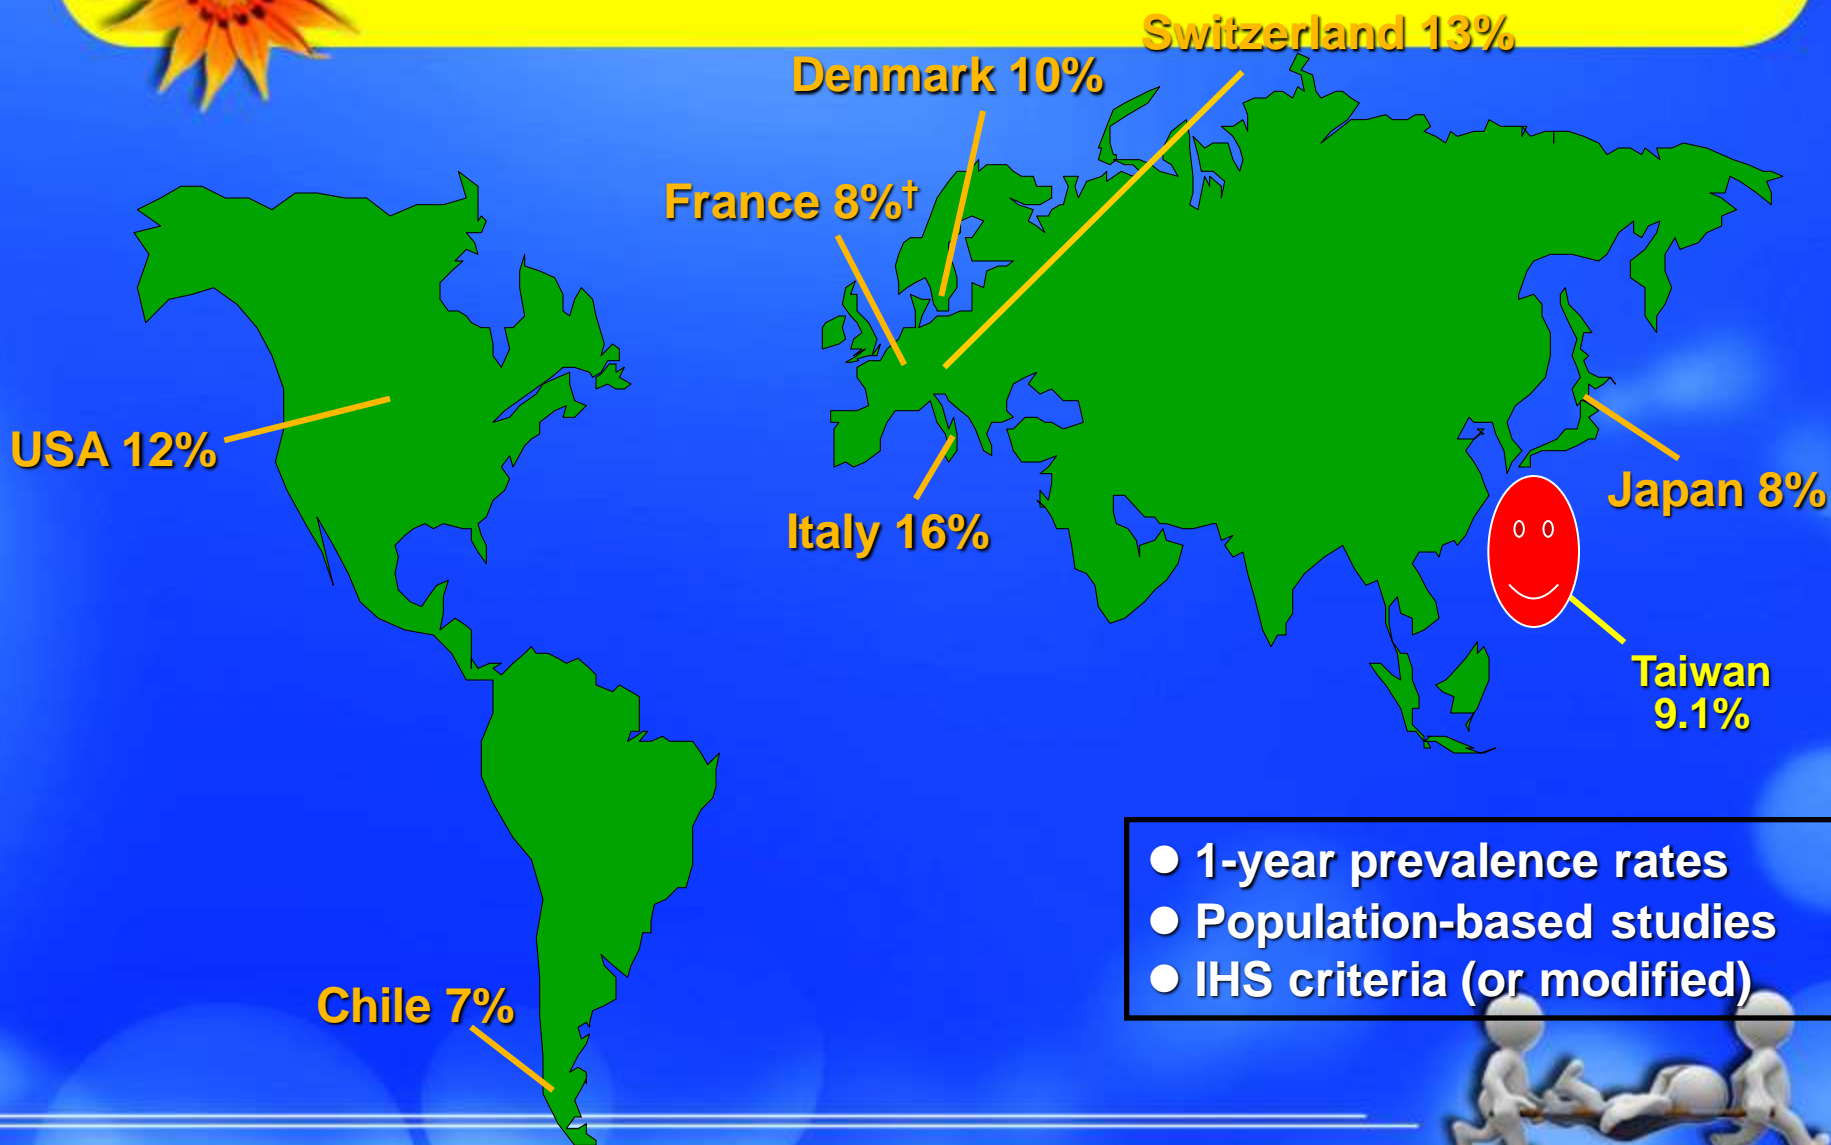 Switzerland 13%
Denmark 10%
France 8%†
USA 12%
Japan 8%
Italy 16%
Taiwan
9.1%
● 1-year prevalence rates
● Population-based studies
● IHS criteria (or modified)
Chile 7%